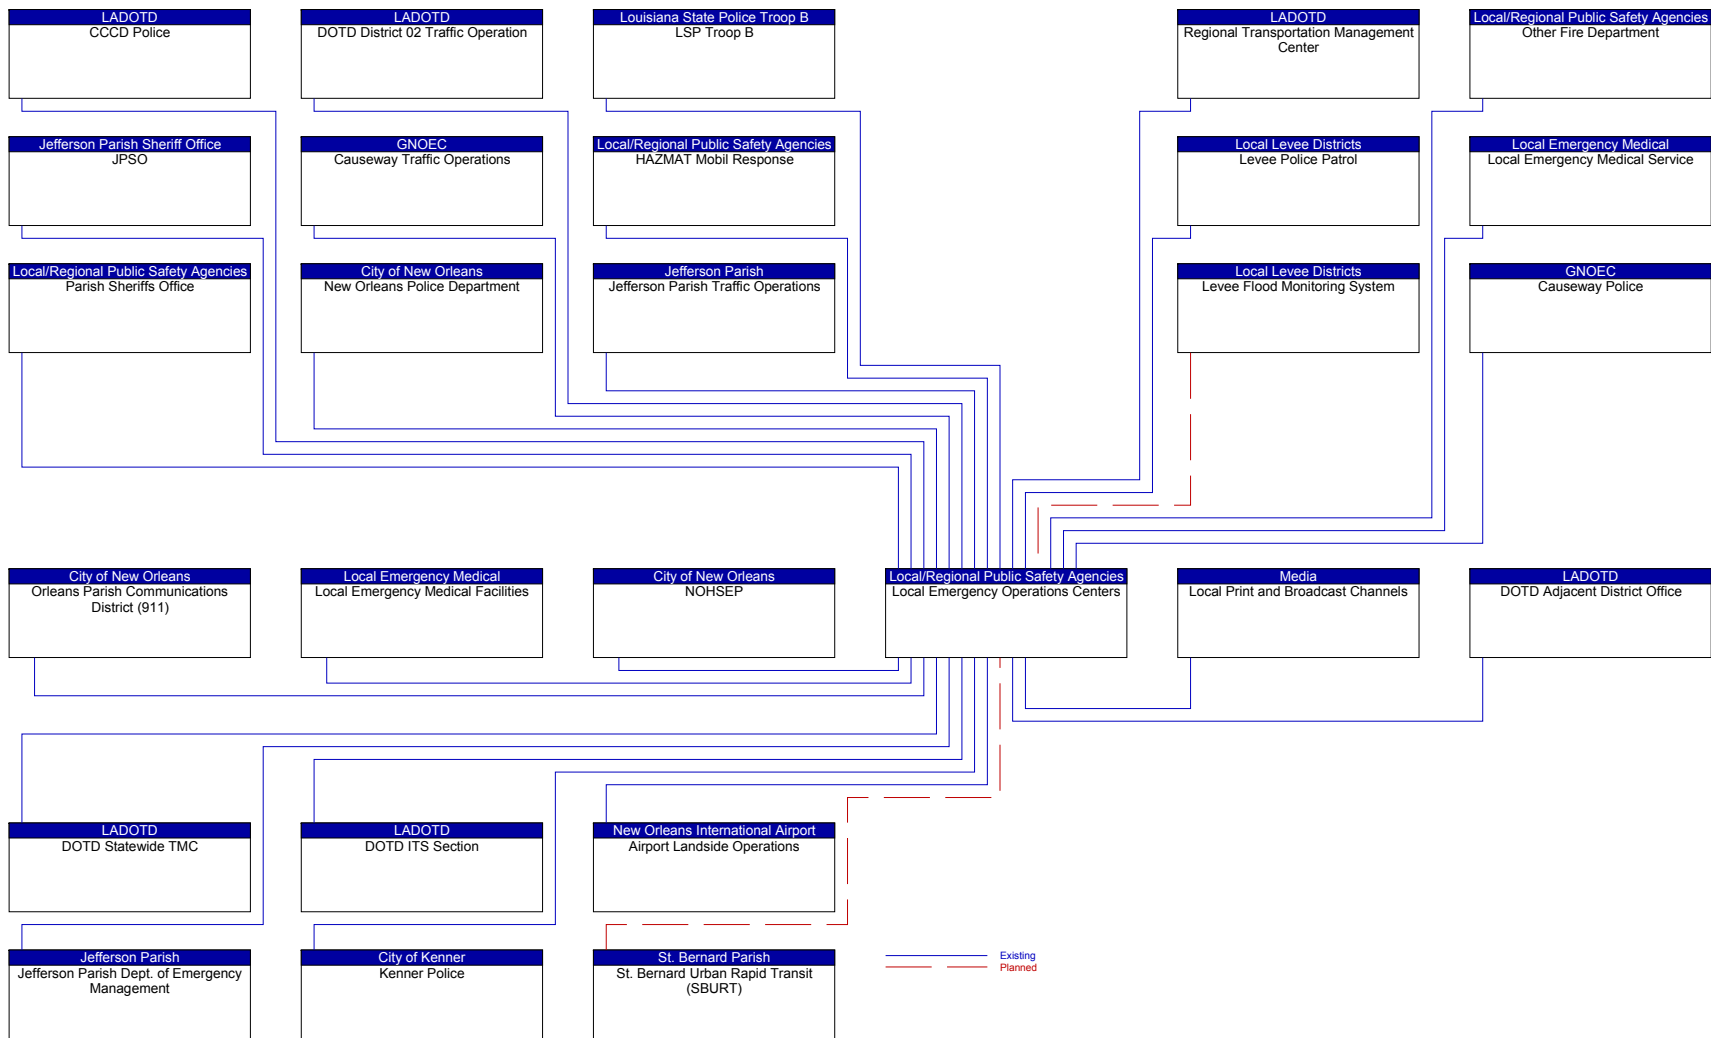 LADOTD
CCCD Police
LADOTD
DOTD District 02 Traffic Operation
Louisiana State Police Troop B
LSP Troop B
LADOTD
Regional Transportation Management
Center
Local/Regional Public Safety Agencies
Other Fire Department
Jefferson Parish Sheriff Office
JPSO
GNOEC
Causeway Traffic Operations
Local/Regional Public Safety Agencies
HAZMAT Mobil Response
Local Levee Districts
Levee Police Patrol
Local Emergency Medical
Local Emergency Medical Service
Local/Regional Public Safety Agencies
Parish Sheriffs Office
City of New Orleans
New Orleans Police Department
Jefferson Parish
Jefferson Parish Traffic Operations
Local Levee Districts
Levee Flood Monitoring System
GNOEC
Causeway Police
City of New Orleans
Orleans Parish Communications
District (911)
Local Emergency Medical
Local Emergency Medical Facilities
City of New Orleans
NOHSEP
Local/Regional Public Safety Agencies
Local Emergency Operations Centers
Media
Local Print and Broadcast Channels
LADOTD
DOTD Adjacent District Office
LADOTD
DOTD Statewide TMC
LADOTD
DOTD ITS Section
New Orleans International Airport
Airport Landside Operations
Jefferson Parish
Jefferson Parish Dept. of Emergency
Management
City of Kenner
Kenner Police
St. Bernard Parish
St. Bernard Urban Rapid Transit
(SBURT)
Existing
Planned